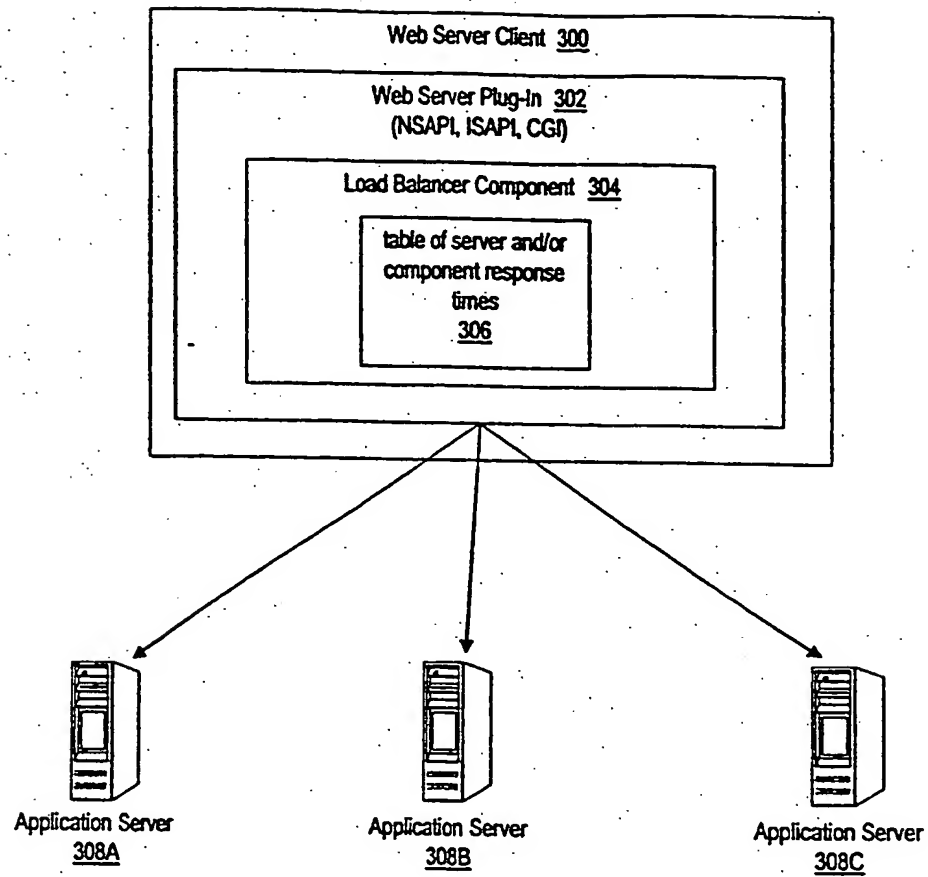 Web Server Client 300
Web Server Plug-In 302
(NSAPI, ISAPI, CGI)
Load Balancer Component 304
table of server and/or
component response
times
306
Application Server
308A
Application Server
308B
Application Server
308C